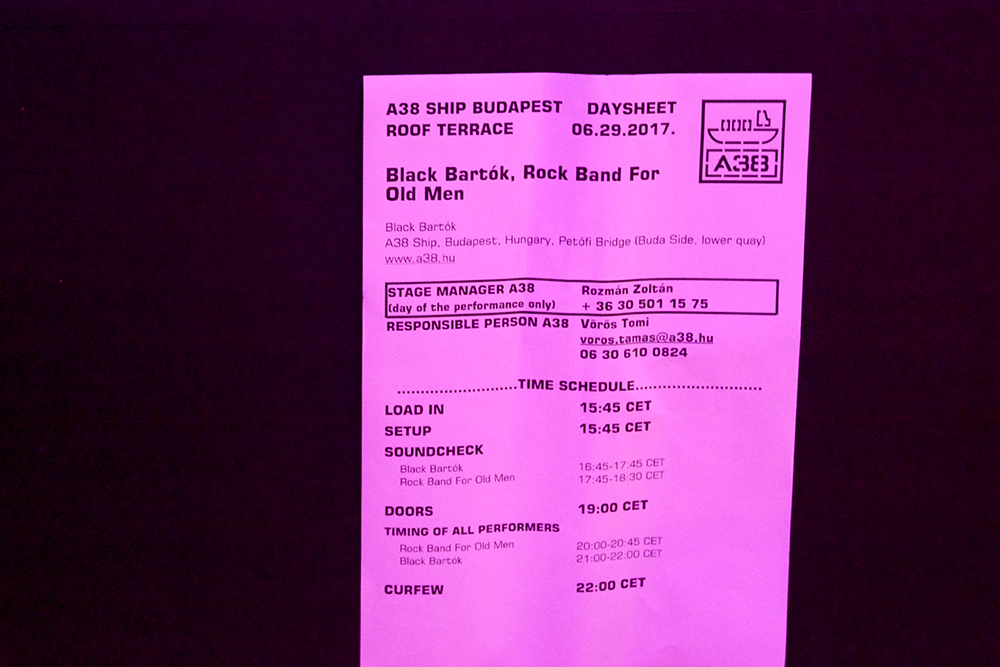 A38 SHIP BUDAPEST DAYSHEET
ROOF TERRACE 06.29.2017.
A38
Black Bartók, Rock Band For
Old Men
Black Bartók
A38 Ship, Budapest, Hungary, Petőfi Bridge (Buda Side, lower quay)
www.a38.hu
STAGE MANAGER A38 Rozmán Zoltán
(day of the performance only) + 36 30 501 15 75
RESPONSIBLE PERSON A38 Vörös Tomi
voros.tamas@a38.hu
06 30 610 0824
........................TIME SCHEDULE.........................
LOAD IN 15:45 CET
SETUP 15:45 CET
SOUNDCHECK
Black Bartók 16:45-17:45 CET
Rock Band For Old Men 17:45-18:30 CET
DOORS 19:00 CET
TIMING OF ALL PERFORMERS
Rock Band For Old Men 20:00-20:45 CET
Black Bartók 21:00-22:00 CET
CURFEW 22:00 CET